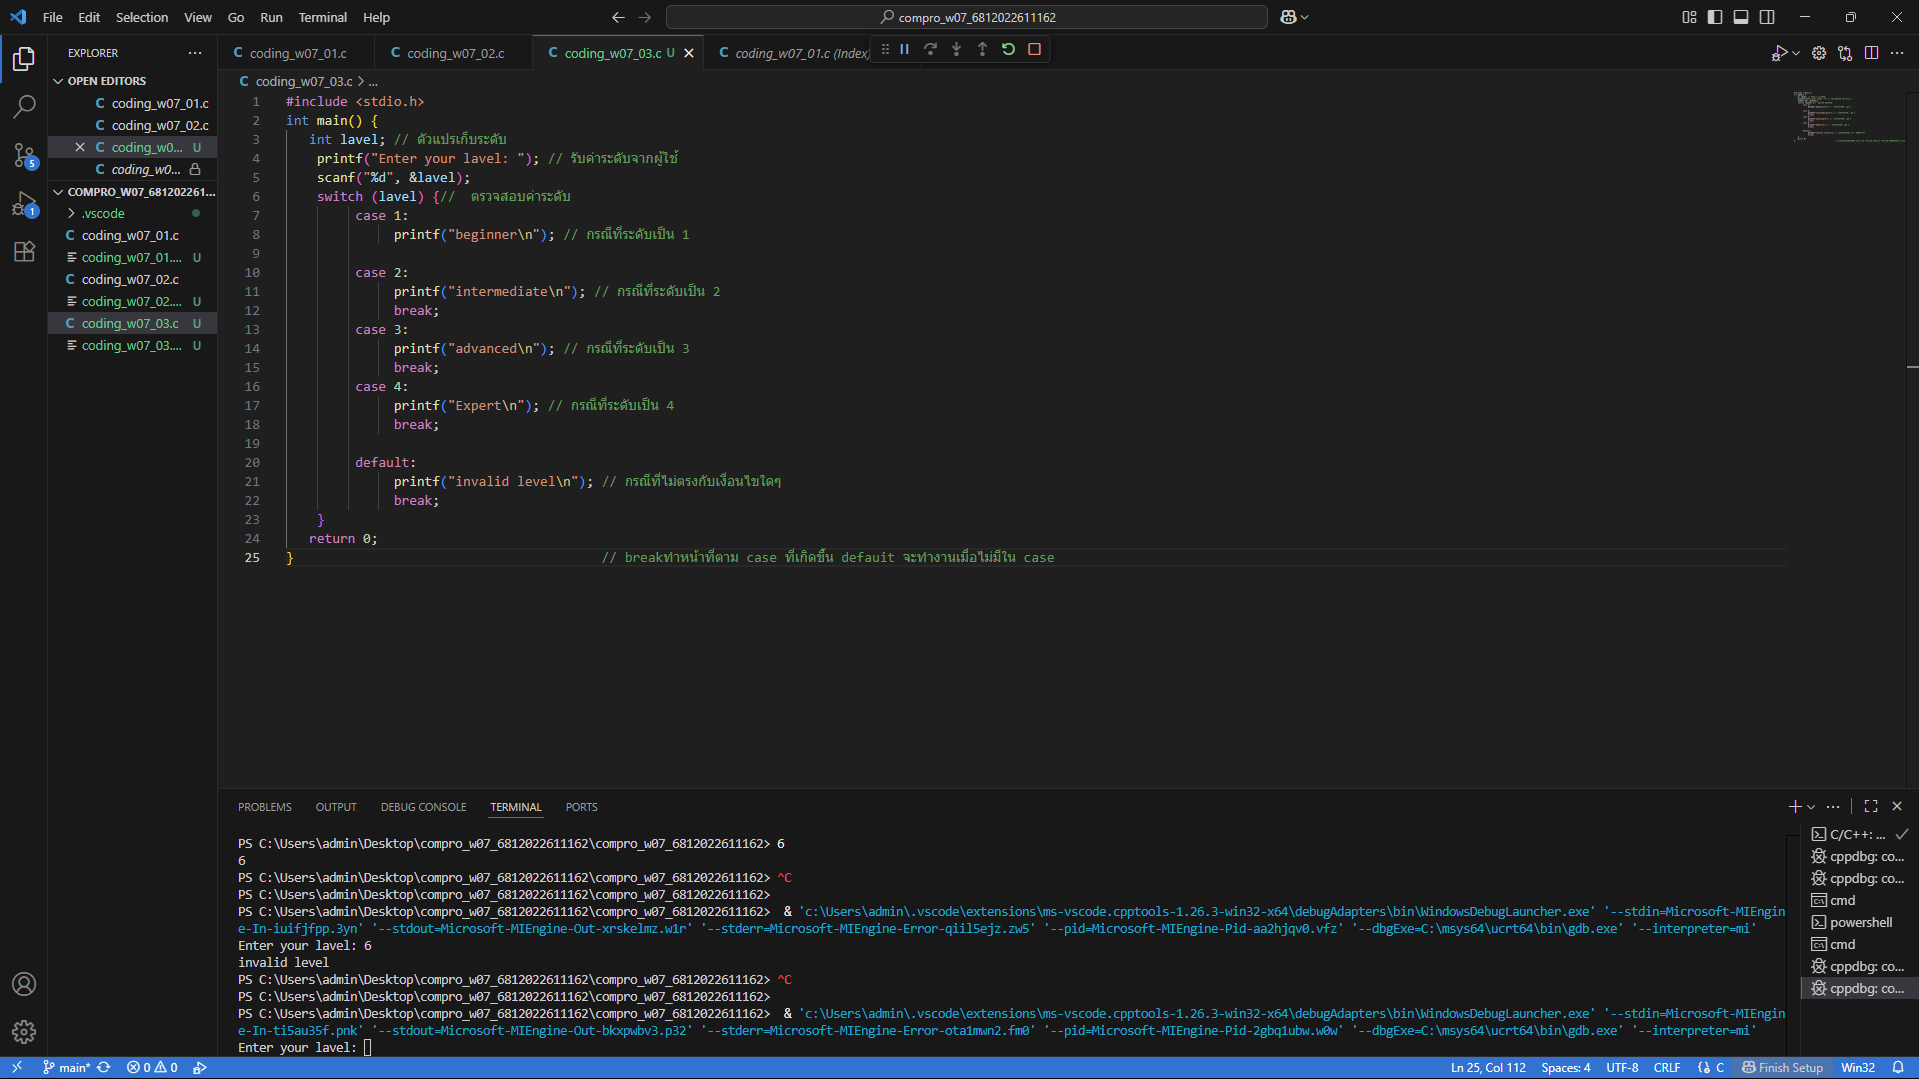 File Edit Selection View Go Run Terminal Help
compro_w07_6812022611162
EXPLORER
OPEN EDITORS
coding_w07_01.c
coding_w07_02.c
coding_w0... U
coding_w0...
COMPRO_W07_681202261...
.vscode
coding_w07_01.c
coding_w07_01.... U
coding_w07_02.c
coding_w07_02.... U
coding_w07_03.c U
coding_w07_03.... U
5
1
coding_w07_01.c coding_w07_02.c coding_w07_03.c U coding_w07_01.c (Index)
coding_w07_03.c > ...
1 #include <stdio.h>
2 int main() {
3 int lavel; // ตัวแปรเก็บระดับ
4 printf("Enter your lavel: "); // รับค่าระดับจากผู้ใช้
5 scanf("%d", &lavel);
6 switch (lavel) {// ตรวจสอบค่าระดับ
7 case 1:
8 printf("beginner\n"); // กรณีที่ระดับเป็น 1
9
10 case 2:
11 printf("intermediate\n"); // กรณีที่ระดับเป็น 2
12 break;
13 case 3:
14 printf("advanced\n"); // กรณีที่ระดับเป็น 3
15 break;
16 case 4:
17 printf("Expert\n"); // กรณีที่ระดับเป็น 4
18 break;
19
20 default:
21 printf("invalid level\n"); // กรณีที่ไม่ตรงกับเงื่อนไขใดๆ
22 break;
23 }
24 return 0;
25 } // breakทำหน้าที่ตาม case ที่เกิดขึ้น defauit จะทำงานเมื่อไม่มีใน case
PROBLEMS OUTPUT DEBUG CONSOLE TERMINAL PORTS
PS C:\Users\admin\Desktop\compro_w07_6812022611162\compro_w07_6812022611162> 6
6
PS C:\Users\admin\Desktop\compro_w07_6812022611162\compro_w07_6812022611162> ^C
PS C:\Users\admin\Desktop\compro_w07_6812022611162\compro_w07_6812022611162>
PS C:\Users\admin\Desktop\compro_w07_6812022611162\compro_w07_6812022611162> & 'c:\Users\admin\.vscode\extensions\ms-vscode.cpptools-1.26.3-win32-x64\debugAdapters\bin\WindowsDebugLauncher.exe' '--stdin=Microsoft-MIEngin
e-In-iuifjfpp.3yn' '--stdout=Microsoft-MIEngine-Out-xrskelmz.w1r' '--stderr=Microsoft-MIEngine-Error-qiil5ejz.zw5' '--pid=Microsoft-MIEngine-Pid-aa2hjqv0.vfz' '--dbgExe=C:\msys64\ucrt64\bin\gdb.exe' '--interpreter=mi'
Enter your lavel: 6
invalid level
PS C:\Users\admin\Desktop\compro_w07_6812022611162\compro_w07_6812022611162> ^C
PS C:\Users\admin\Desktop\compro_w07_6812022611162\compro_w07_6812022611162>
PS C:\Users\admin\Desktop\compro_w07_6812022611162\compro_w07_6812022611162> & 'c:\Users\admin\.vscode\extensions\ms-vscode.cpptools-1.26.3-win32-x64\debugAdapters\bin\WindowsDebugLauncher.exe' '--stdin=Microsoft-MIEngin
e-In-ti5au35f.pnk' '--stdout=Microsoft-MIEngine-Out-bkxpwbv3.p32' '--stderr=Microsoft-MIEngine-Error-ota1mwn2.fm0' '--pid=Microsoft-MIEngine-Pid-2gbq1ubw.w0w' '--dbgExe=C:\msys64\ucrt64\bin\gdb.exe' '--interpreter=mi'
Enter your lavel:
C/C++: ...
cppdbg: co...
cppdbg: co...
cmd
powershell
cmd
cppdbg: co...
cppdbg: co...
main* 0 0 Ln 25, Col 112 Spaces: 4 UTF-8 CRLF {} C Finish Setup Win32